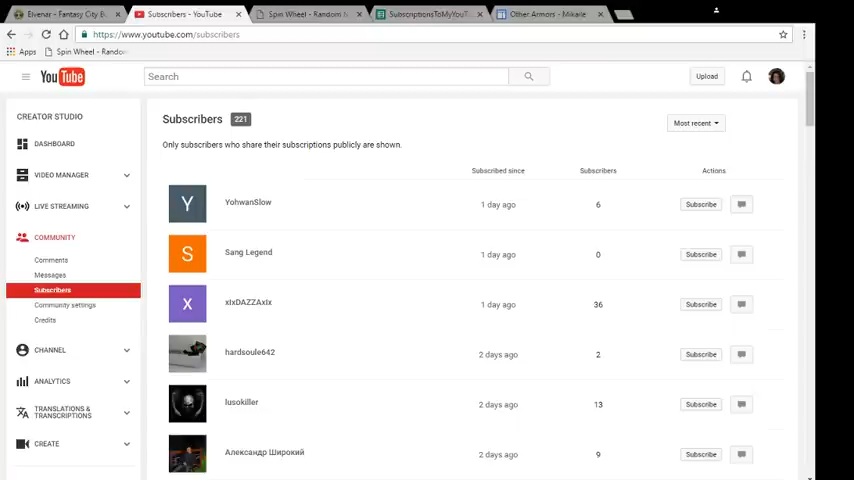 Elvenar - Fantasy City B
Subscribers - YouTube
Spin Wheel - Random N
SubscriptionsToMyYouT
Other Armors - Mikaile
https://www.youtube.com/subscribers
Apps
Spin Wheel - Random
YouTube
Search
Upload
CREATOR STUDIO
DASHBOARD
VIDEO MANAGER
LIVE STREAMING
COMMUNITY
Comments
Messages
Subscribers
Community settings
Credits
CHANNEL
ANALYTICS
TRANSLATIONS &
TRANSCRIPTIONS
CREATE
Subscribers 221
Most recent
Only subscribers who share their subscriptions publicly are shown.
Subscribed since Subscribers Actions
Y YohwanSlow 1 day ago 6 Subscribe
S Sang Legend 1 day ago 0 Subscribe
X xIxDAZZAxIx 1 day ago 36 Subscribe
hardsoule642 2 days ago 2 Subscribe
lusokiller 2 days ago 13 Subscribe
Александр Широкий 2 days ago 9 Subscribe